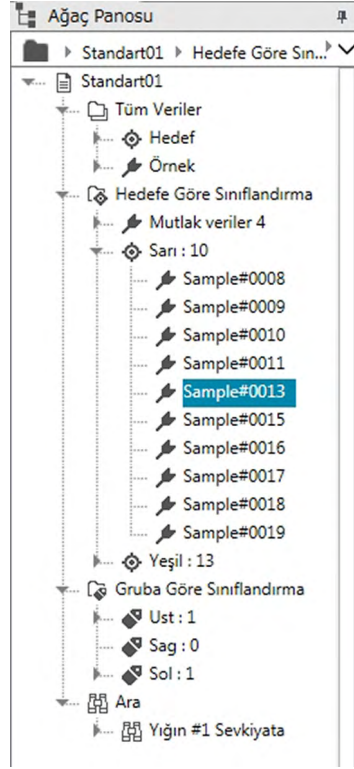 Ağaç Panosu
Standart01 Hedefe Göre Sın...
Standart01
Tüm Veriler
Hedef
Örnek
Hedefe Göre Sınıflandırma
Mutlak veriler 4
Sarı : 10
Sample#0008
Sample#0009
Sample#0010
Sample#0011
Sample#0013
Sample#0015
Sample#0016
Sample#0017
Sample#0018
Sample#0019
Yeşil : 13
Gruba Göre Sınıflandırma
Ust : 1
Sag : 0
Sol : 1
Ara
Yığın #1 Sevkiyata